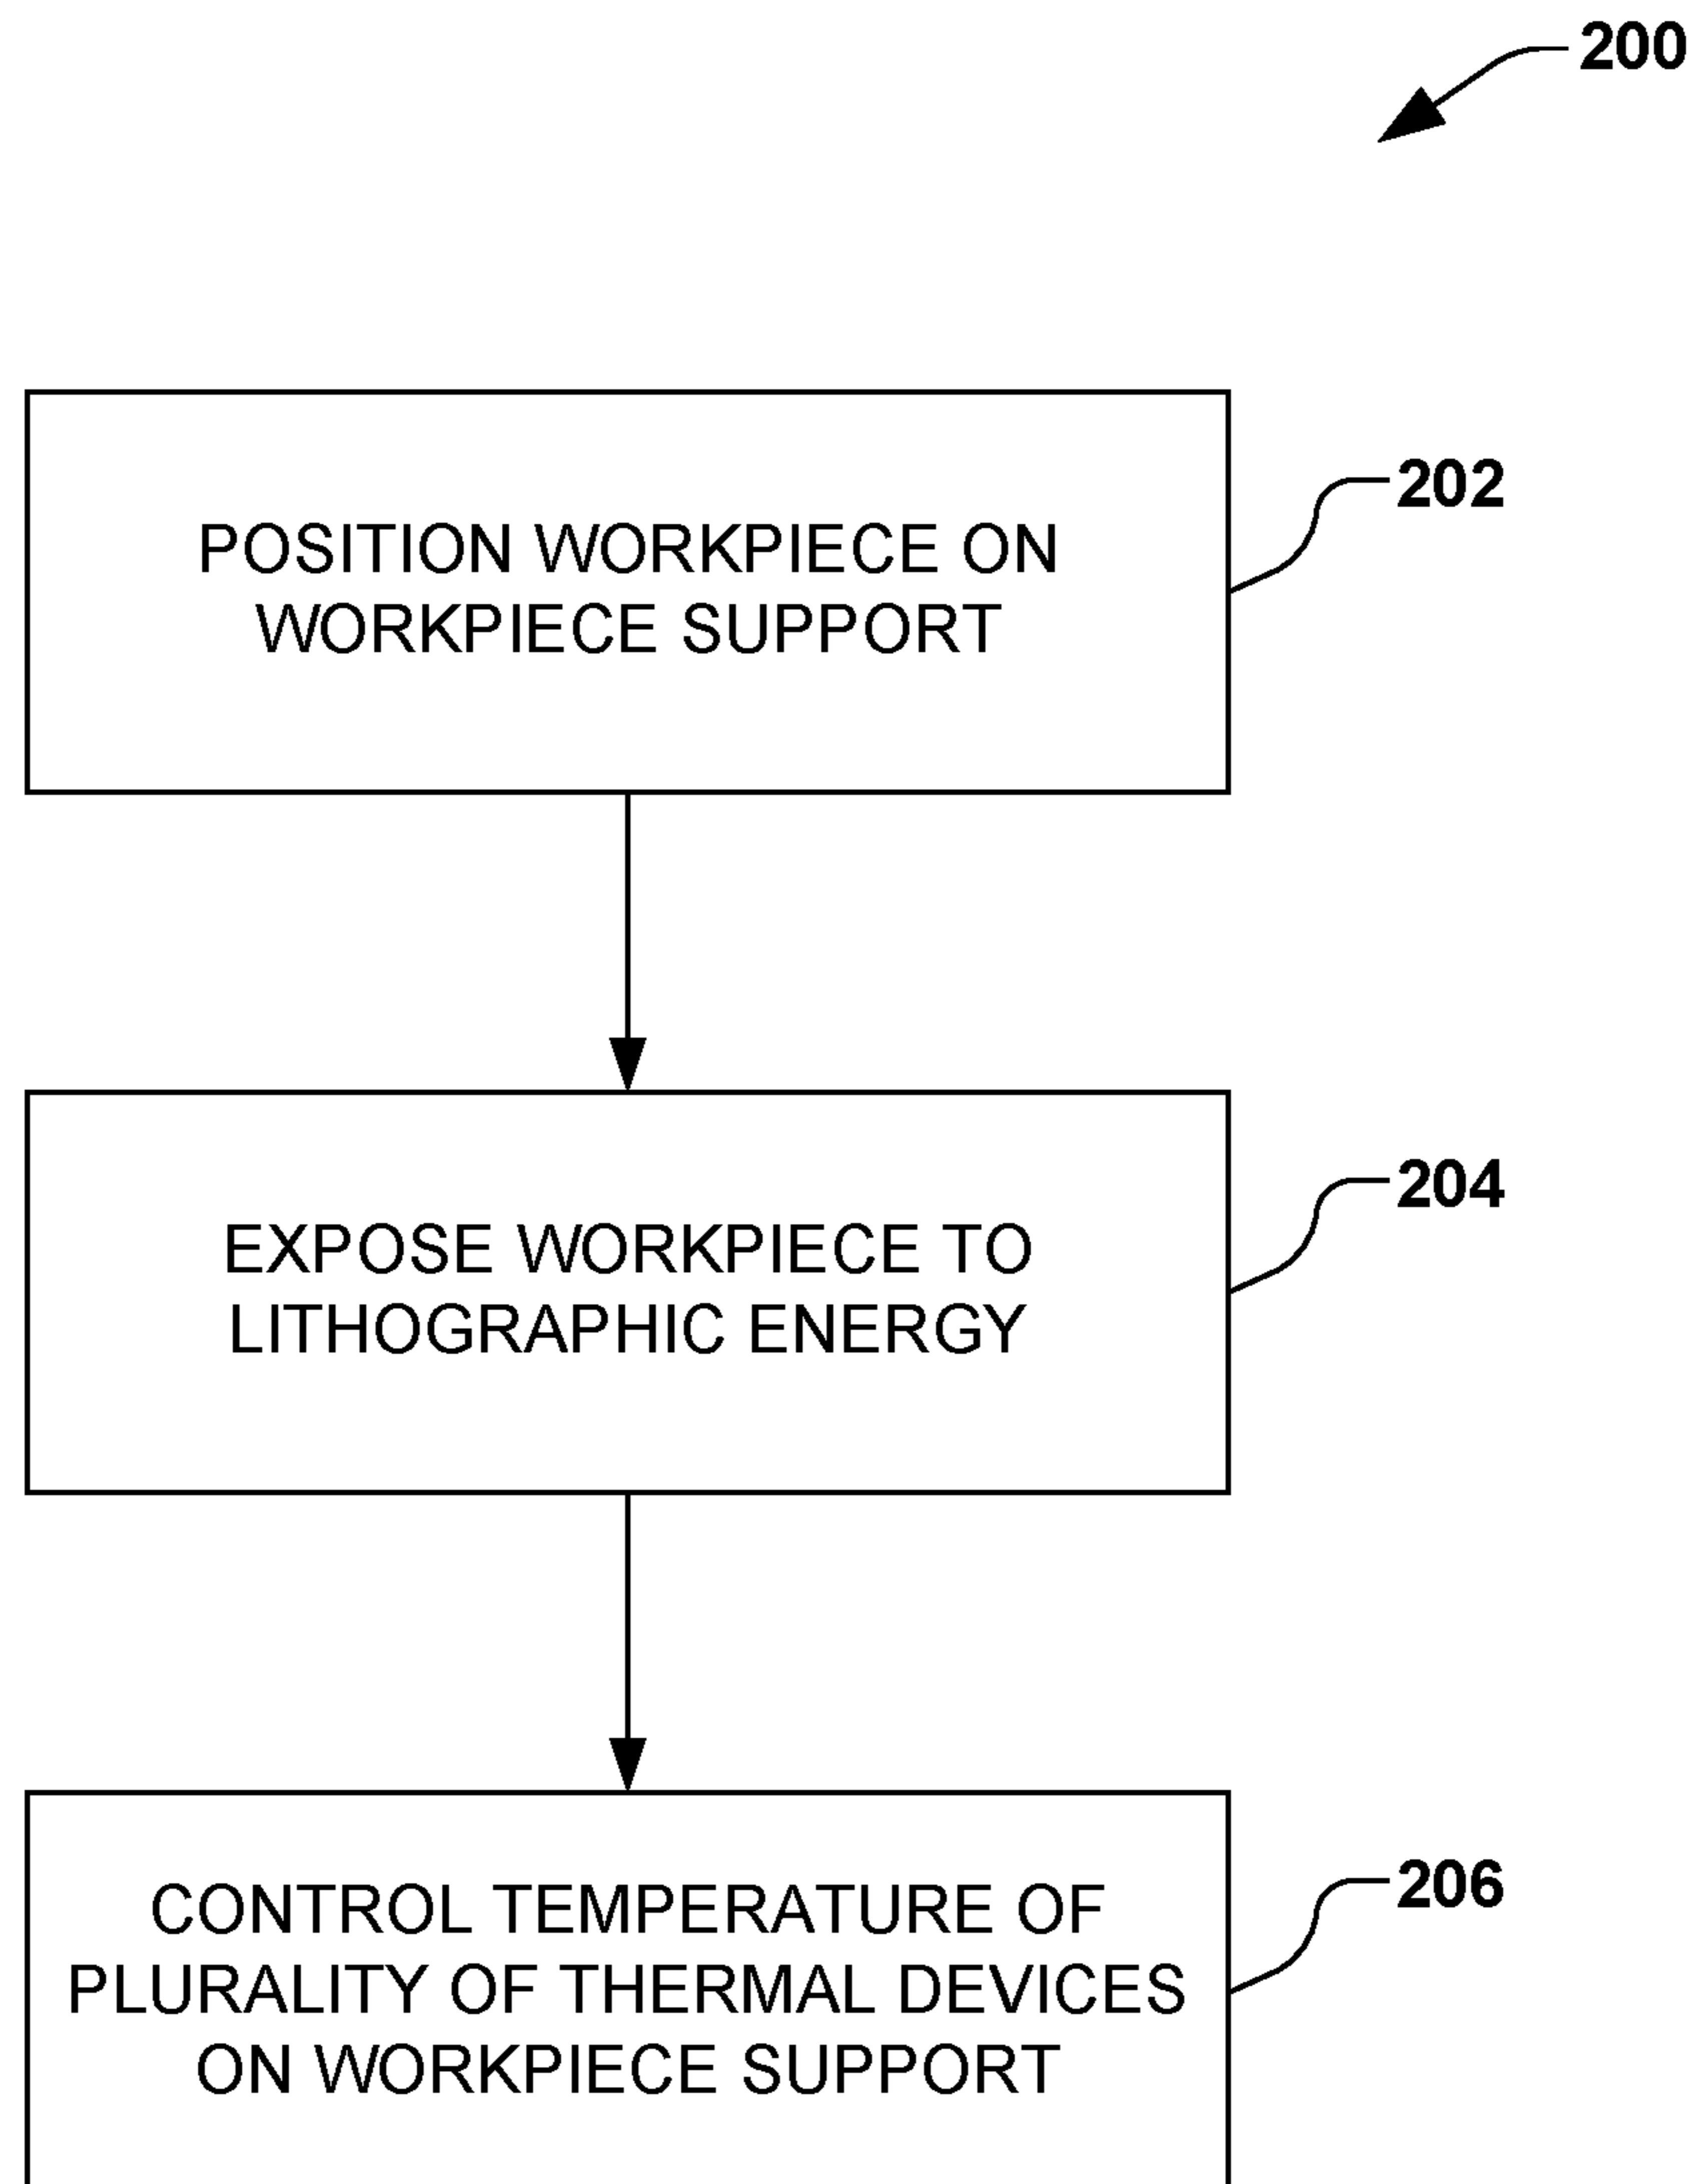 200
POSITION WORKPIECE ON
WORKPIECE SUPPORT
202
EXPOSE WORKPIECE TO
LITHOGRAPHIC ENERGY
204
CONTROL TEMPERATURE OF
PLURALITY OF THERMAL DEVICES
ON WORKPIECE SUPPORT
206